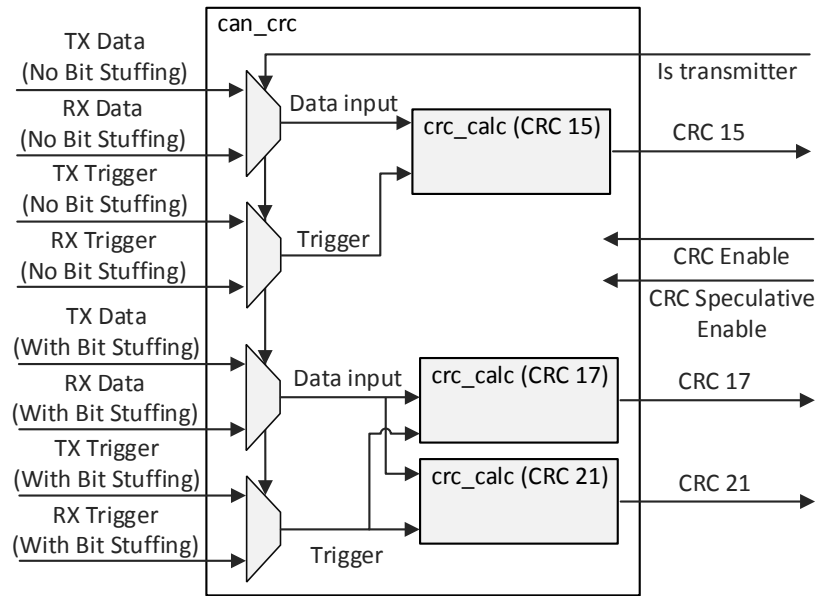 can_crc
TX Data
(No Bit Stuffing)
RX Data
(No Bit Stuffing)
TX Trigger
(No Bit Stuffing)
RX Trigger
(No Bit Stuffing)
TX Data
(With Bit Stuffing)
RX Data
(With Bit Stuffing)
TX Trigger
(With Bit Stuffing)
RX Trigger
(With Bit Stuffing)
Data input
Trigger
crc_calc (CRC 15)
Data input
Trigger
crc_calc (CRC 17)
crc_calc (CRC 21)
Is transmitter
CRC 15
CRC Enable
CRC Speculative
Enable
CRC 17
CRC 21